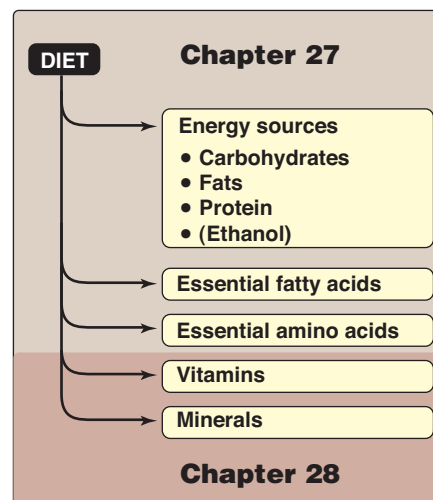 Chapter 27
DIET
Energy sources
• Carbohydrates
• Fats
• Protein
• (Ethanol)
Essential fatty acids
Essential amino acids
Vitamins
Minerals
Chapter 28